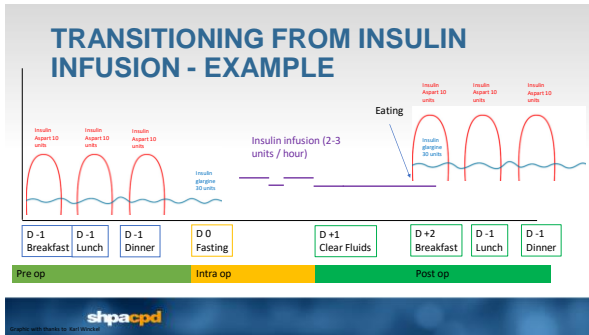 TRANSITIONING FROM INSULIN
INFUSION - EXAMPLE
Insulin
Aspart 10
units
Insulin
Aspart 10
units
Insulin
Aspart 10
units
Insulin
glargine
30 units
Insulin infusion (2-3
units / hour)
Eating
Insulin
Aspart 10
units
Insulin
Aspart 10
units
Insulin
Aspart 10
units
Insulin
glargine
30 units
D -1
Breakfast
D -1
Lunch
D -1
Dinner
D 0
Fasting
D +1
Clear Fluids
D +2
Breakfast
D -1
Lunch
D -1
Dinner
Pre op
Intra op
Post op
shpacpd
Graphic with thanks to Karl Winckel